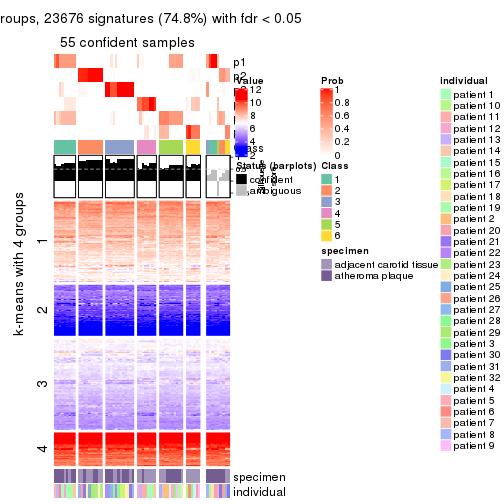 roups, 23676 signatures (74.8%) with fdr < 0.05
55 confident samples
k-means with 4 groups
1
2
3
4
p1
p2
Value
12
10
8
6
4
2
0
Prob
1
0.8
0.6
0.4
0.2
0
Status (barplots)
confident
ambiguous
Class
1
2
3
4
5
6
specimen
adjacent carotid tissue
atheroma plaque
specimen
individual
individual
patient 1
patient 10
patient 11
patient 12
patient 13
patient 14
patient 15
patient 16
patient 17
patient 18
patient 19
patient 2
patient 20
patient 21
patient 22
patient 23
patient 24
patient 25
patient 26
patient 27
patient 28
patient 29
patient 3
patient 30
patient 31
patient 32
patient 4
patient 5
patient 6
patient 7
patient 8
patient 9